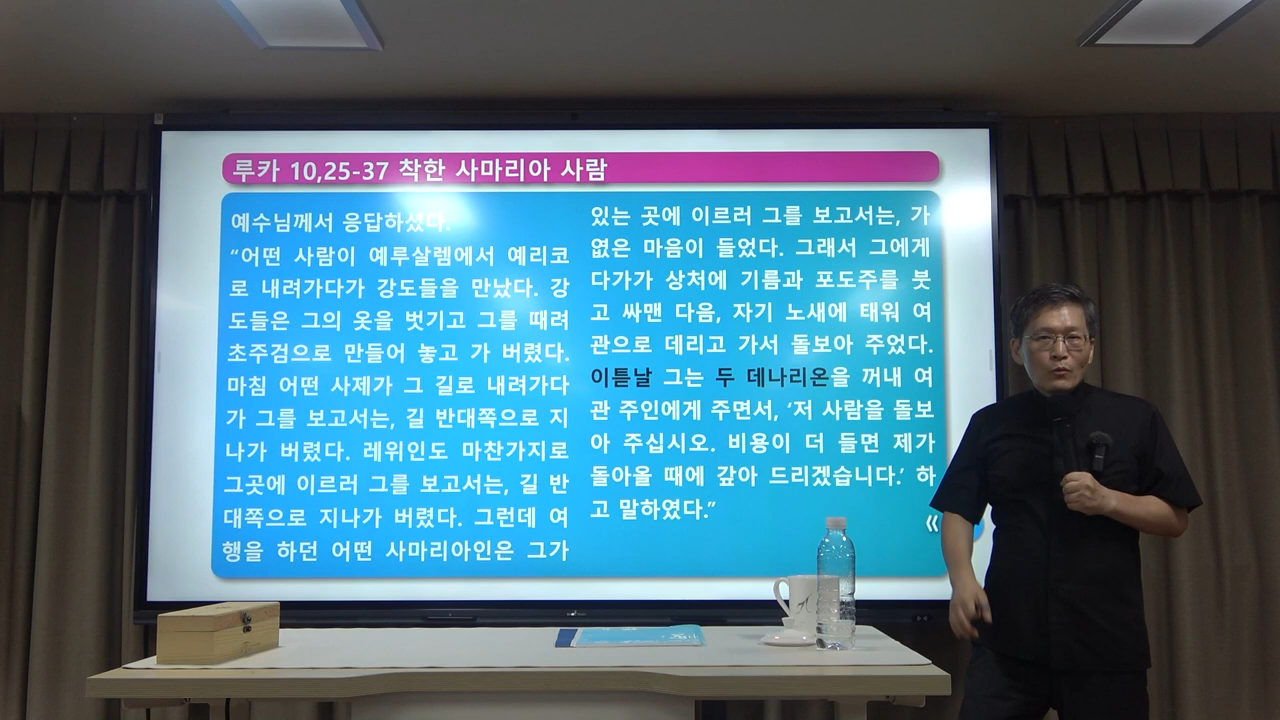 루카 10,25-37 착한 사마리아 사람
예수님께서 응답하셨다.
“어떤 사람이 예루살렘에서 예리코
로 내려가다가 강도들을 만났다. 강
도들은 그의 옷을 벗기고 그를 때려
초주검으로 만들어 놓고 가 버렸다.
마침 어떤 사제가 그 길로 내려가다
가 그를 보고서는, 길 반대쪽으로 지
나가 버렸다. 레위인도 마찬가지로
그곳에 이르러 그를 보고서는, 길 반
대쪽으로 지나가 버렸다. 그런데 여
행을 하던 어떤 사마리아인은 그가
있는 곳에 이르러 그를 보고서는, 가
엾은 마음이 들었다. 그래서 그에게
다가가 상처에 기름과 포도주를 붓
고 싸맨 다음, 자기 노새에 태워 여
관으로 데리고 가서 돌보아 주었다.
이튿날 그는 두 데나리온을 꺼내 여
관 주인에게 주면서, ‘저 사람을 돌보
아 주십시오. 비용이 더 들면 제가
돌아올 때에 갚아 드리겠습니다.’ 하
고 말하였다.”